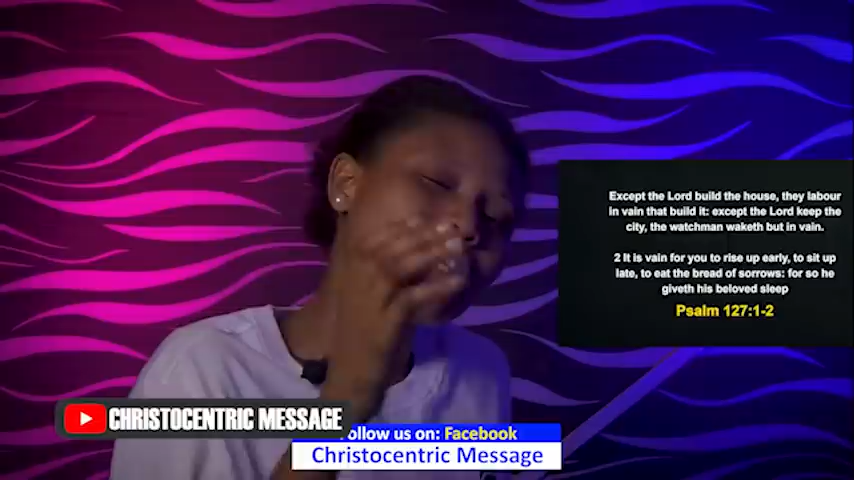 Except the Lord build the house, they labour
in vain that build it: except the Lord keep the
city, the watchman waketh but in vain.
2 It is vain for you to rise up early, to sit up
late, to eat the bread of sorrows: for so he
giveth his beloved sleep
Psalm 127:1-2
CHRISTOCENTRIC MESSAGE
ollow us on: Facebook
Christocentric Message